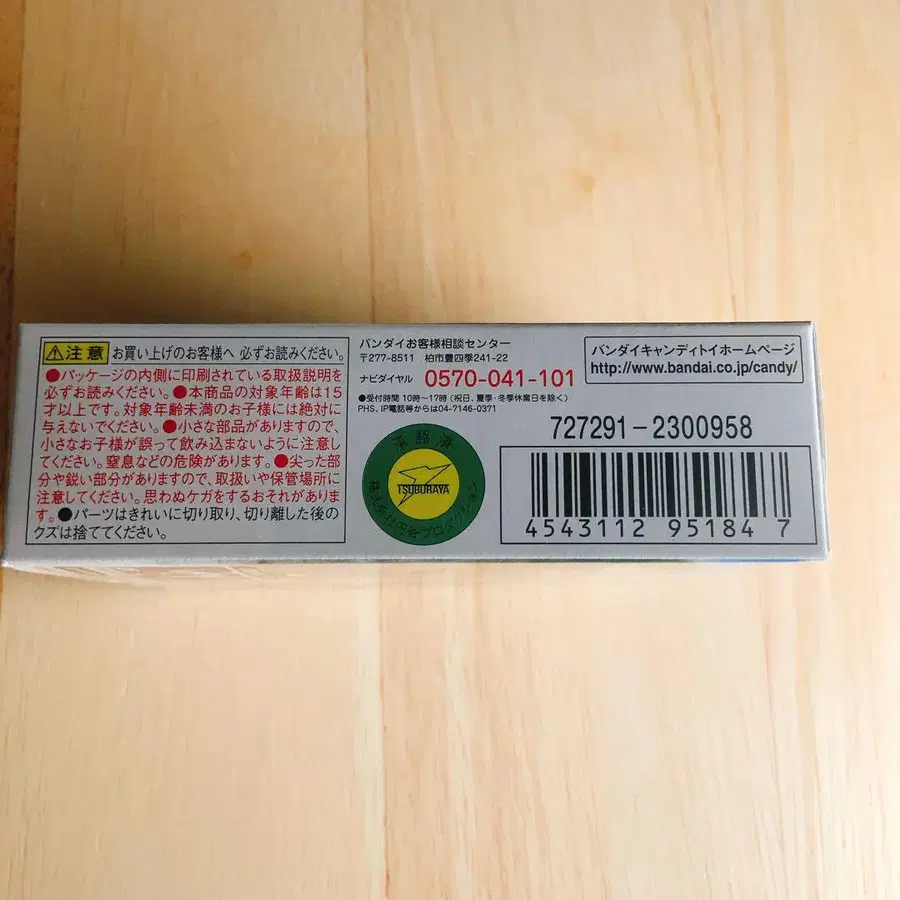 注意 お買い上げのお客様へ 必ずお読みください。
●パッケージの内側に印刷されている取扱説明を
必ずお読みください。●本商品の対象年齢は15
才以上です。対象年齢未満のお子様には絶対に
与えないでください。●小さな部品がありますので、
小さなお子様が誤って飲み込まないように注意し
てください。窒息などの危険があります。●尖った部
分や鋭い部分がありますので、取扱いや保管場所に
注意してください。思わぬケガをするおそれがありま
す。●パーツはきれいに切り取り、切り離した後の
クズは捨ててください。
バンダイお客様相談センター
〒277-8511 柏市豊四季241-22
ナビダイヤル 0570-041-101
●受付時間 10時～17時 (祝日、夏季・冬季休業日を除く)
PHS、IP電話等からは04-7146-0371
承認済
TSUBURAYA
株式会社円谷プロダクション
バンダイキャンディトイホームページ
http://www.bandai.co.jp/candy/
727291-2300958
4543112 95184 7